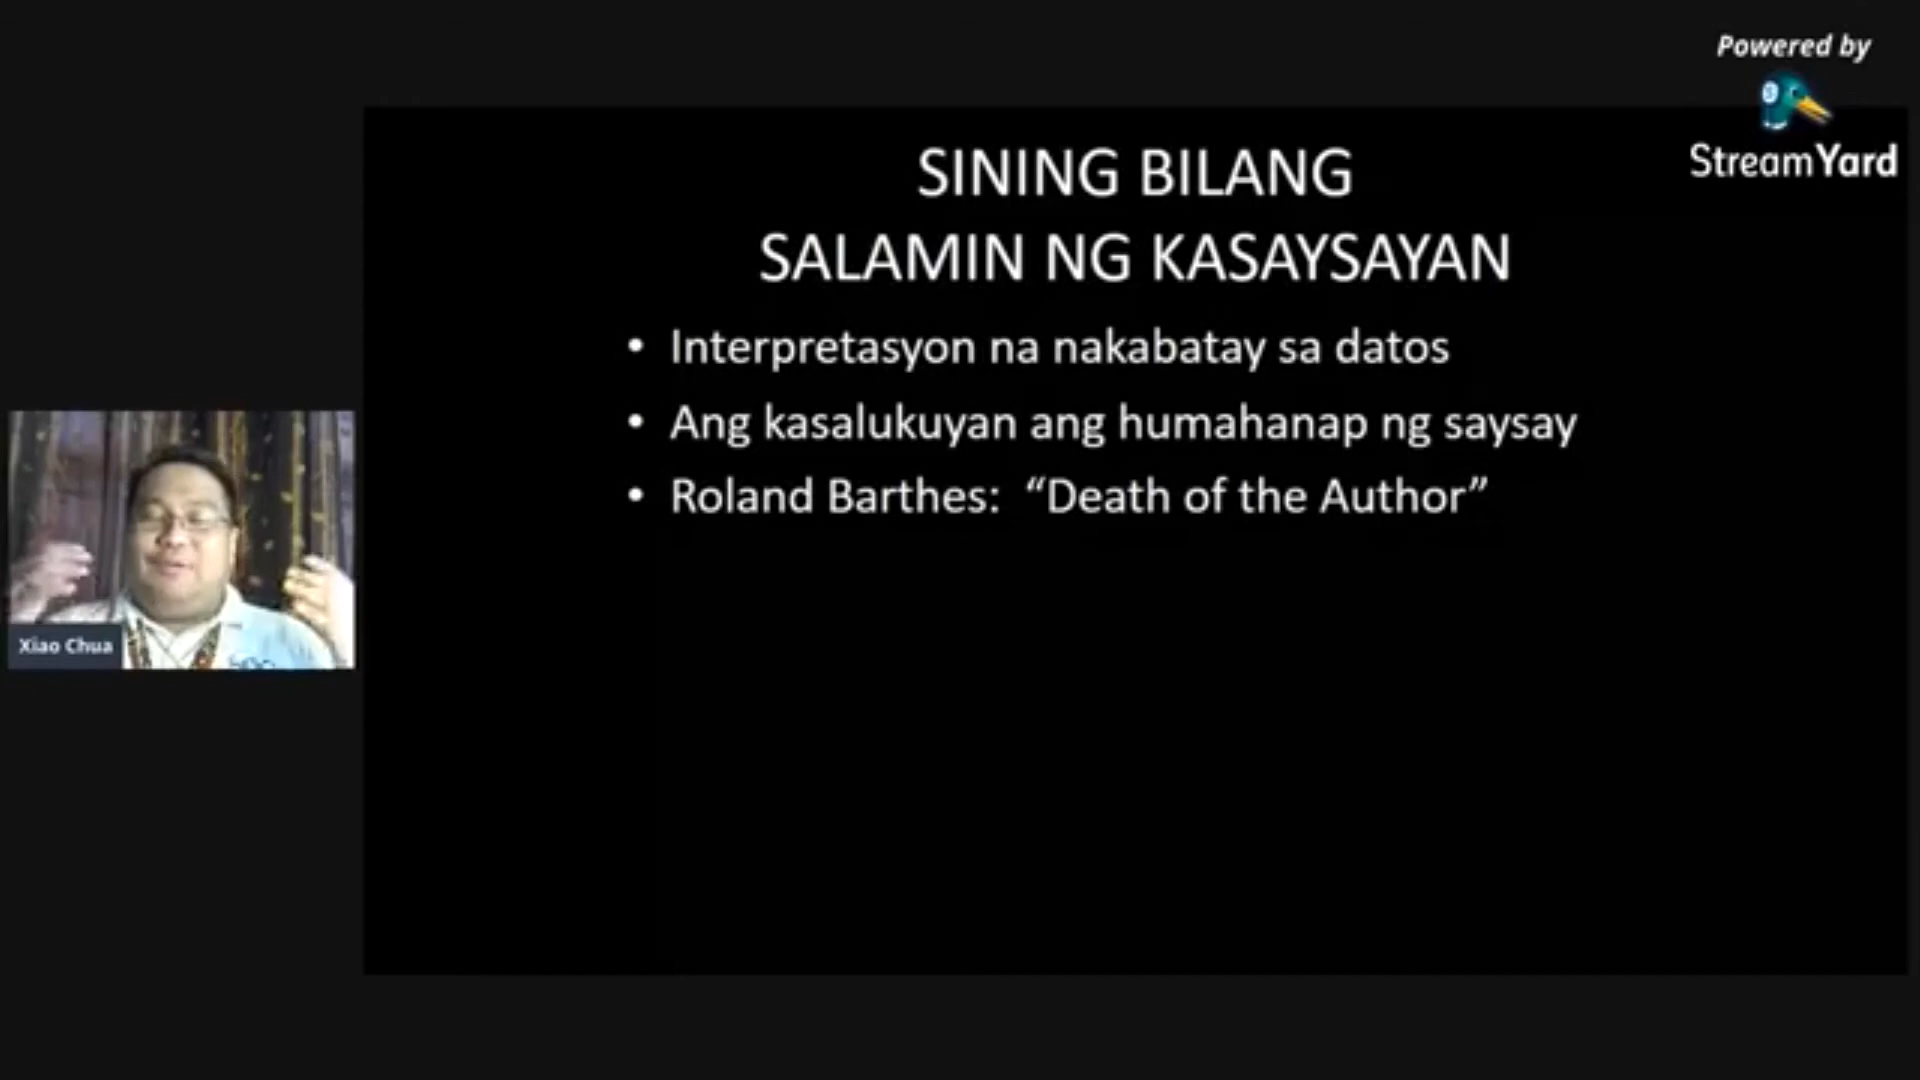 Powered by
StreamYard
SINING BILANG
SALAMIN NG KASAYSAYAN
• Interpretasyon na nakabatay sa datos
• Ang kasalukuyan ang humahanap ng saysay
• Roland Barthes: “Death of the Author”
Xiao Chua